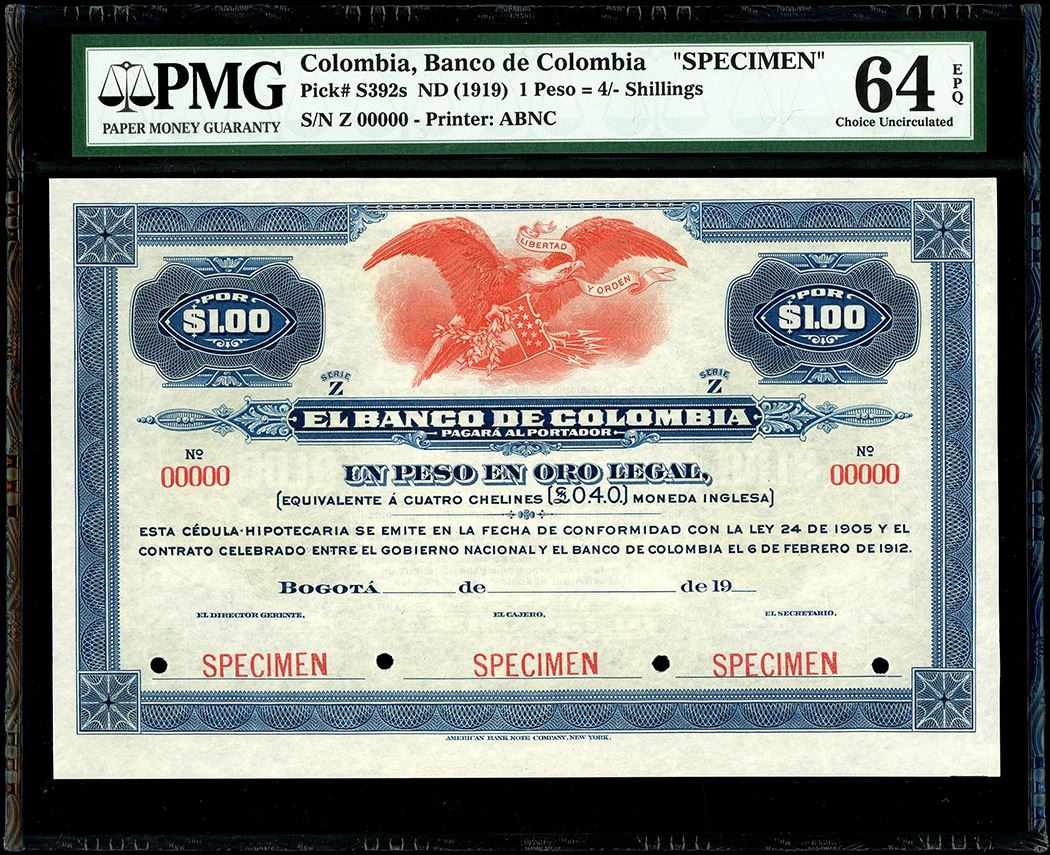 PMG
PAPER MONEY GUARANTY
Colombia, Banco de Colombia "SPECIMEN"
Pick# S392s ND (1919) 1 Peso = 4/- Shillings
S/N Z 00000 - Printer: ABNC
64 EPQ
Choice Uncirculated
LIBERTAD
Y ORDEN
POR
$1.00
POR
$1.00
SERIE
Z
SERIE
Z
EL BANCO DE COLOMBIA
PAGARÁ AL PORTADOR
Nº
00000
Nº
00000
UN PESO EN ORO LEGAL,
(EQUIVALENTE Á CUATRO CHELINES (£0.4.0.) MONEDA INGLESA)
ESTA CÉDULA-HIPOTECARIA SE EMITE EN LA FECHA DE CONFORMIDAD CON LA LEY 24 DE 1905 Y EL
CONTRATO CELEBRADO ENTRE EL GOBIERNO NACIONAL Y EL BANCO DE COLOMBIA EL 6 DE FEBRERO DE 1912.
BOGOTÁ ______ de ______ de 19__
EL DIRECTOR GERENTE, EL CAJERO, EL SECRETARIO,
SPECIMEN SPECIMEN SPECIMEN
AMERICAN BANK NOTE COMPANY, NEW YORK.